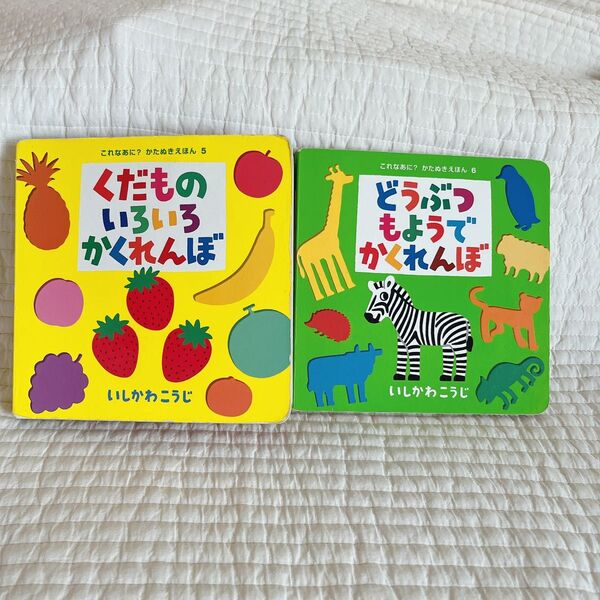 これなあに? かたぬきえほん 5
くだもの
いろいろ
かくれんぼ
いしかわこうじ
これなあに? かたぬきえほん 6
どうぶつ
もようで
かくれんぼ
いしかわこうじ